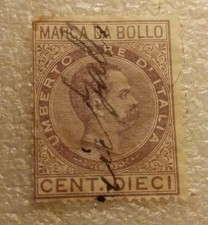 MARCA DA BOLLO
UMBERTO I RE D'ITALIA
CENT. DIECI